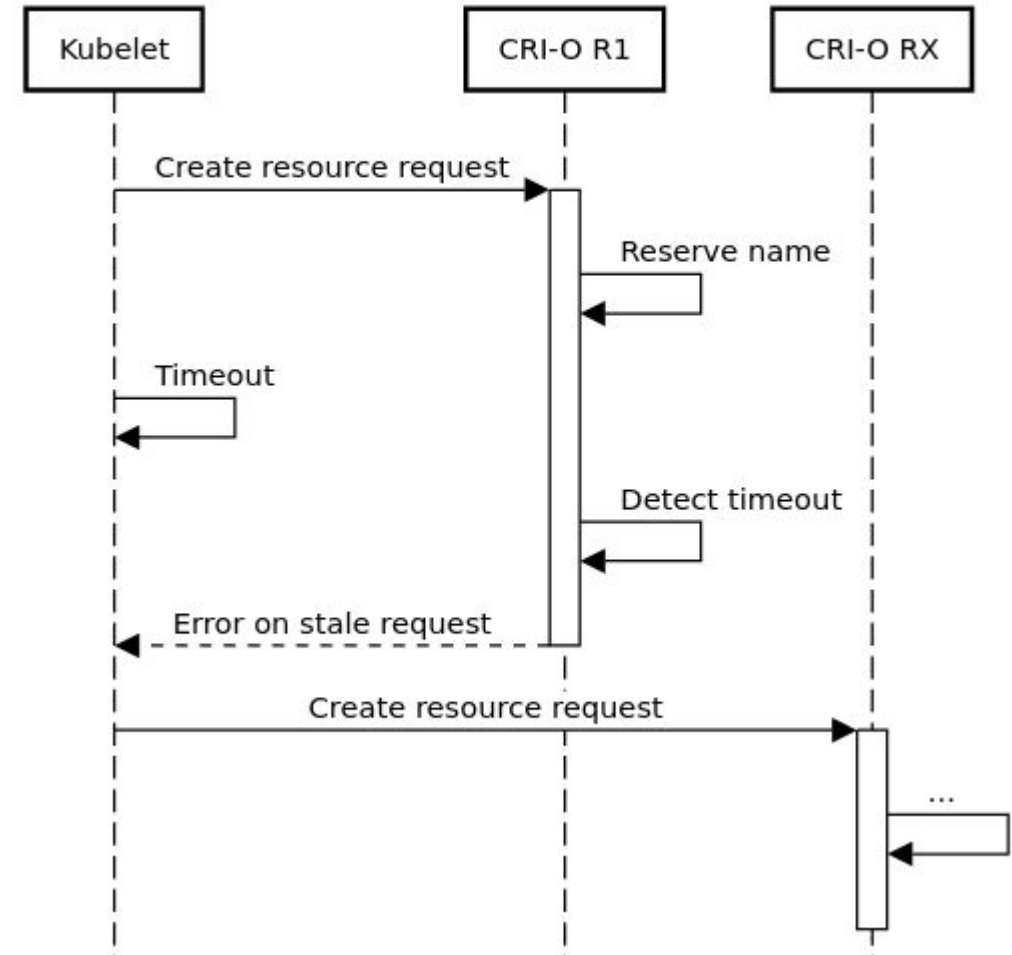 Kubelet
CRI-O R1
CRI-O RX
Create resource request
Reserve name
Timeout
Detect timeout
Error on stale request
Create resource request
...